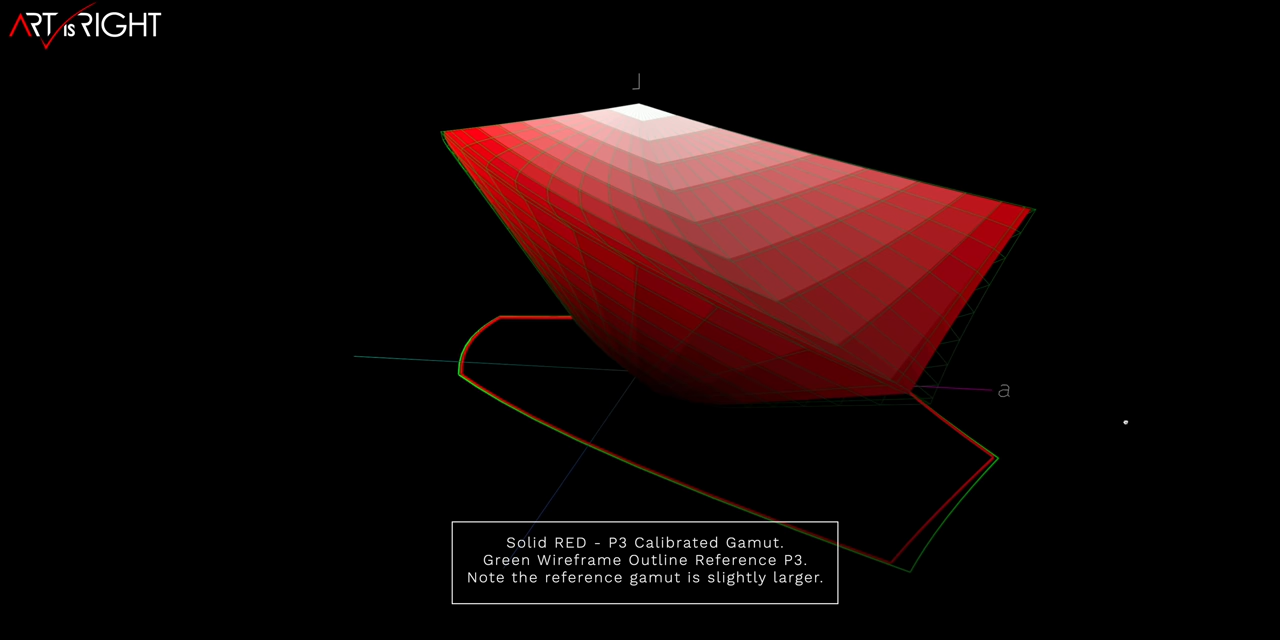 ART IS RIGHT
L
a
Solid RED - P3 Calibrated Gamut.
Green Wireframe Outline Reference P3.
Note the reference gamut is slightly larger.